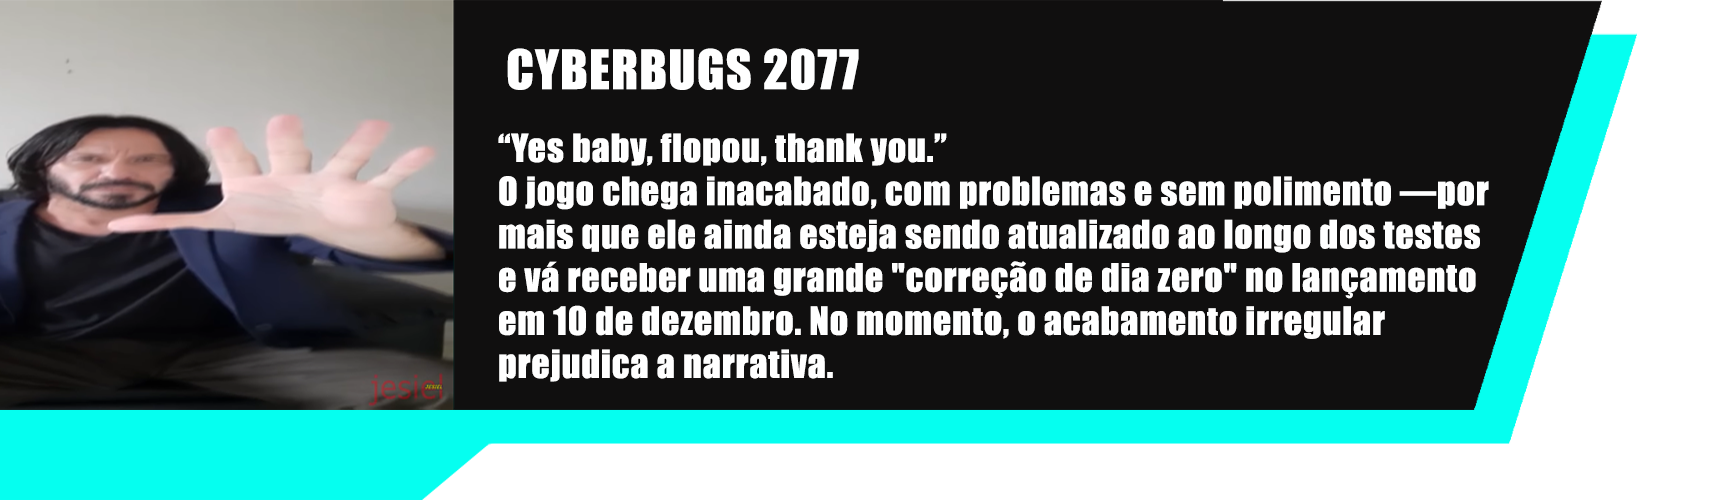 CYBERBUGS 2077
“Yes baby, flopou, thank you.”
O jogo chega inacabado, com problemas e sem polimento —por
mais que ele ainda esteja sendo atualizado ao longo dos testes
e vá receber uma grande "correção de dia zero" no lançamento
em 10 de dezembro. No momento, o acabamento irregular
prejudica a narrativa.
jesiel
JESIEL